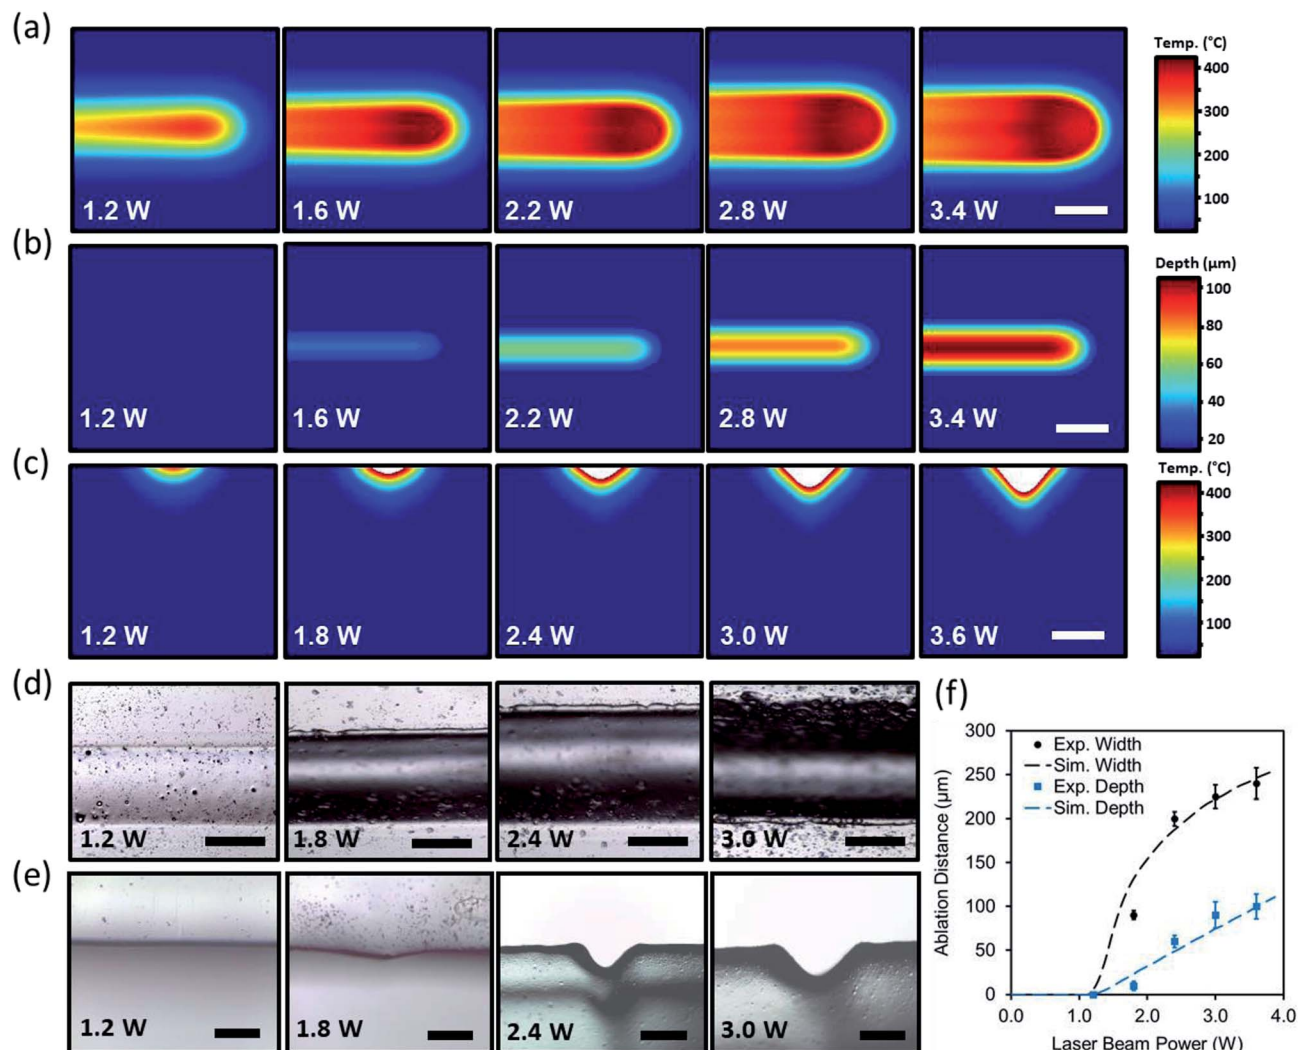 (a)
1.2 W
1.6 W
2.2 W
2.8 W
3.4 W
Temp. (°C)
400
300
200
100
(b)
1.2 W
1.6 W
2.2 W
2.8 W
3.4 W
Depth (µm)
100
80
60
40
20
(c)
1.2 W
1.8 W
2.4 W
3.0 W
3.6 W
Temp. (°C)
400
300
200
100
(d)
1.2 W
1.8 W
2.4 W
3.0 W
(e)
1.2 W
1.8 W
2.4 W
3.0 W
(f)
Ablation Distance (µm)
300
250
200
150
100
50
0
Exp. Width
Sim. Width
Exp. Depth
Sim. Depth
0.0
1.0
2.0
3.0
4.0
Laser Beam Power (W)